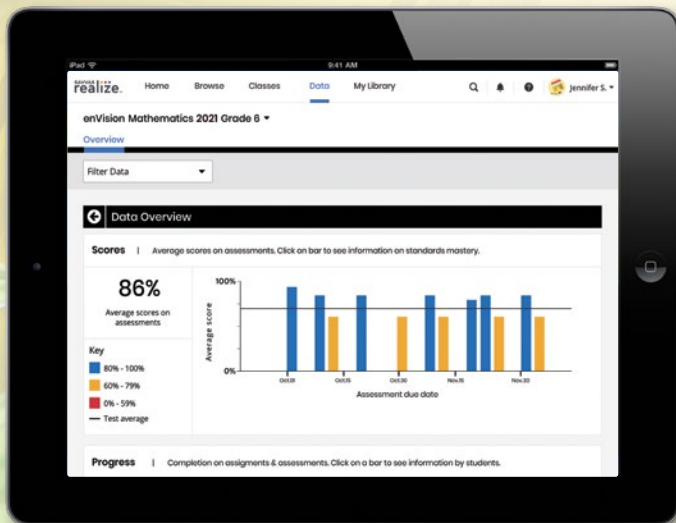 iPad
9:41 AM
SAVVAS
realize.
Home
Browse
Classes
Data
My Library
Jennifer S.
enVision Mathematics 2021 Grade 6
Overview
Filter Data
Data Overview
Scores | Average scores on assessments. Click on bar to see information on standards mastery.
86%
Average scores on
assessments
Key
80% - 100%
60% - 79%
0% - 59%
Test average
100%
Average score
0%
Oct.01
Oct.15
Oct.30
Nov.15
Nov.30
Assessment due date
Progress | Completion on assigments & assessments. Click on a bar to see information by students.